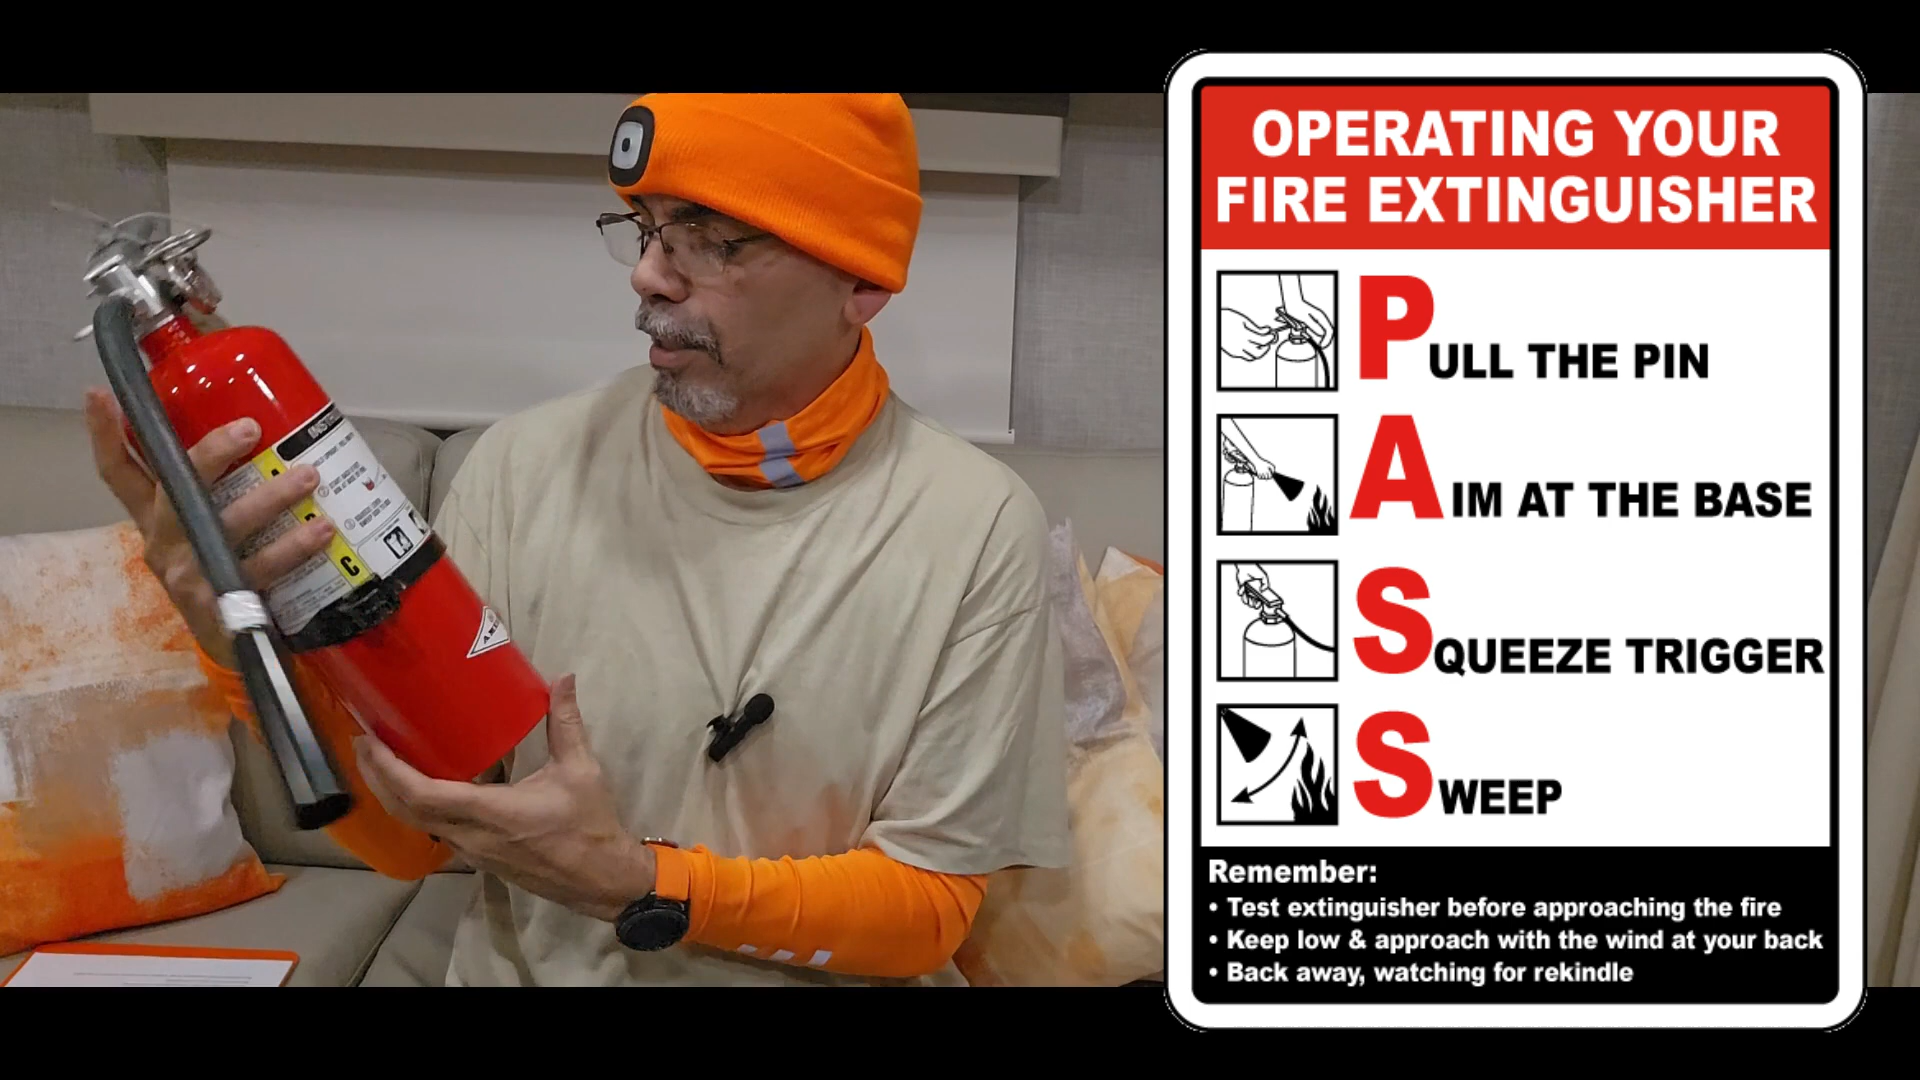 OPERATING YOUR
FIRE EXTINGUISHER
PULL THE PIN
AIM AT THE BASE
SQUEEZE TRIGGER
SWEEP
Remember:
• Test extinguisher before approaching the fire
• Keep low & approach with the wind at your back
• Back away, watching for rekindle
A
C